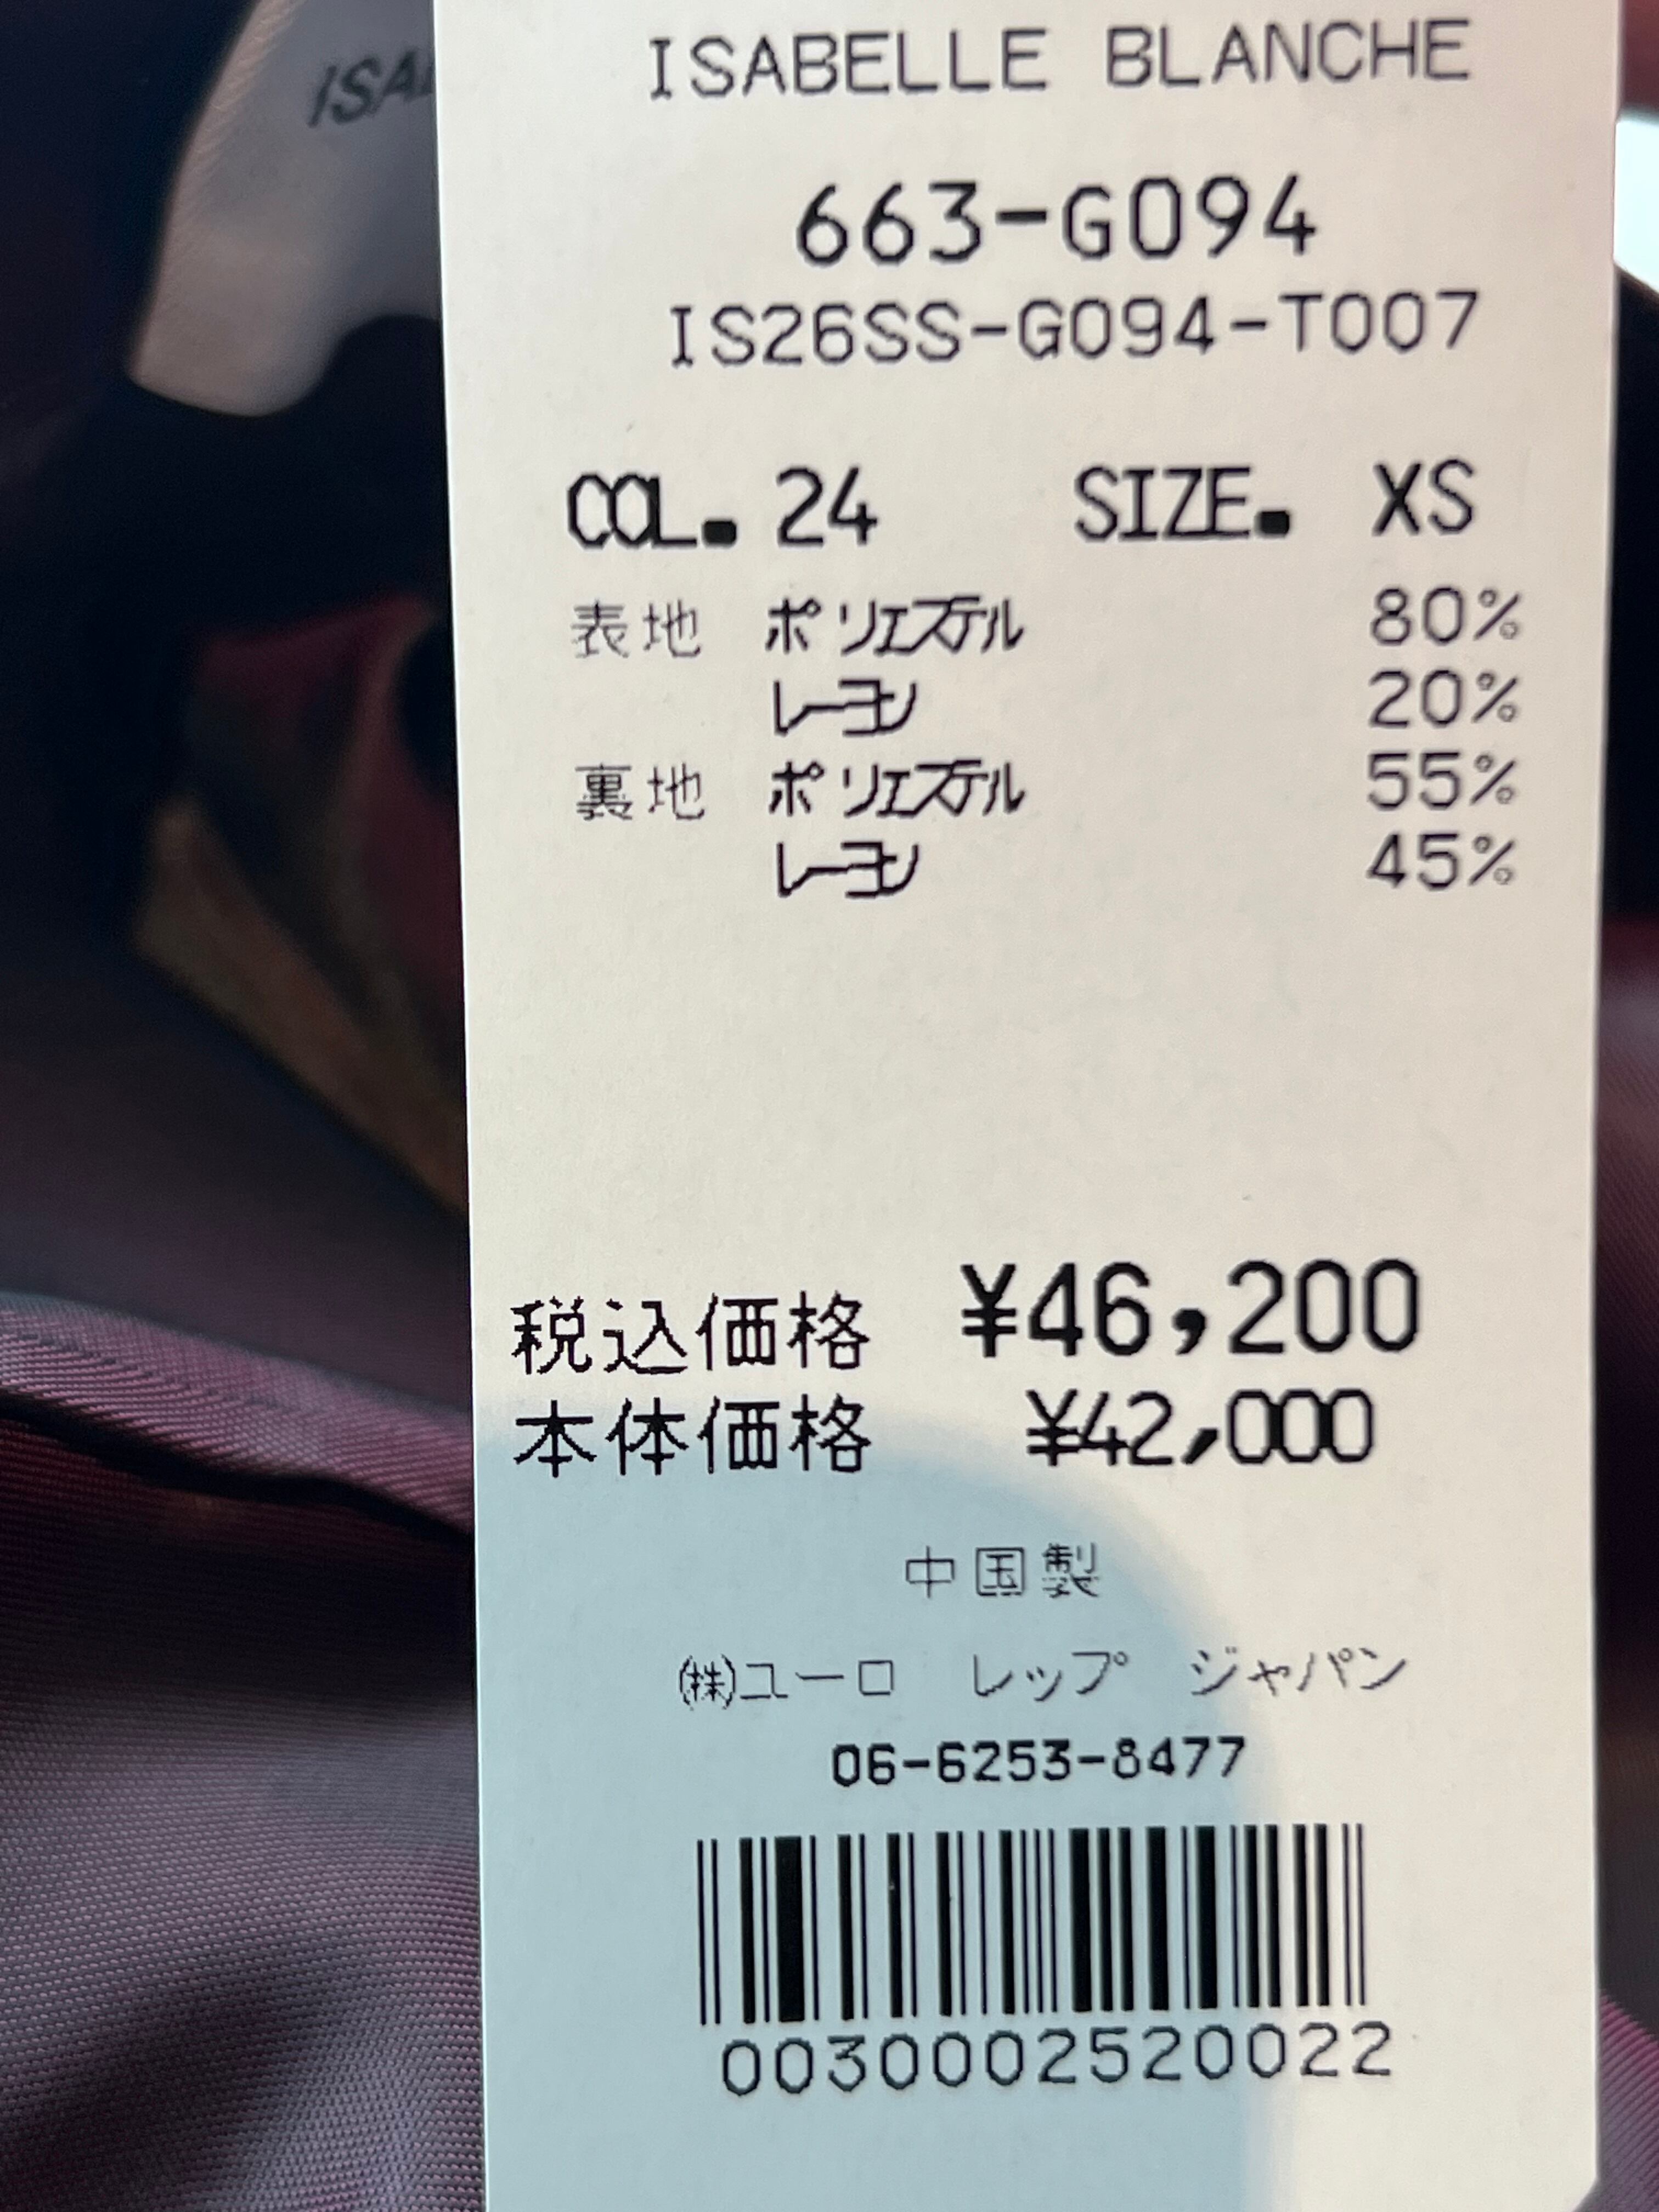 ISABELLE BLANCHE
663-G094
IS26SS-G094-T007
COL. 24 SIZE. XS
表地 ポリエステル 80%
レーヨン 20%
裏地 ポリエステル 55%
レーヨン 45%
税込価格 ¥46,200
本体価格 ¥42,000
中国製
㈱ユーロ レップ ジャパン
06-6253-8477
0030002520022